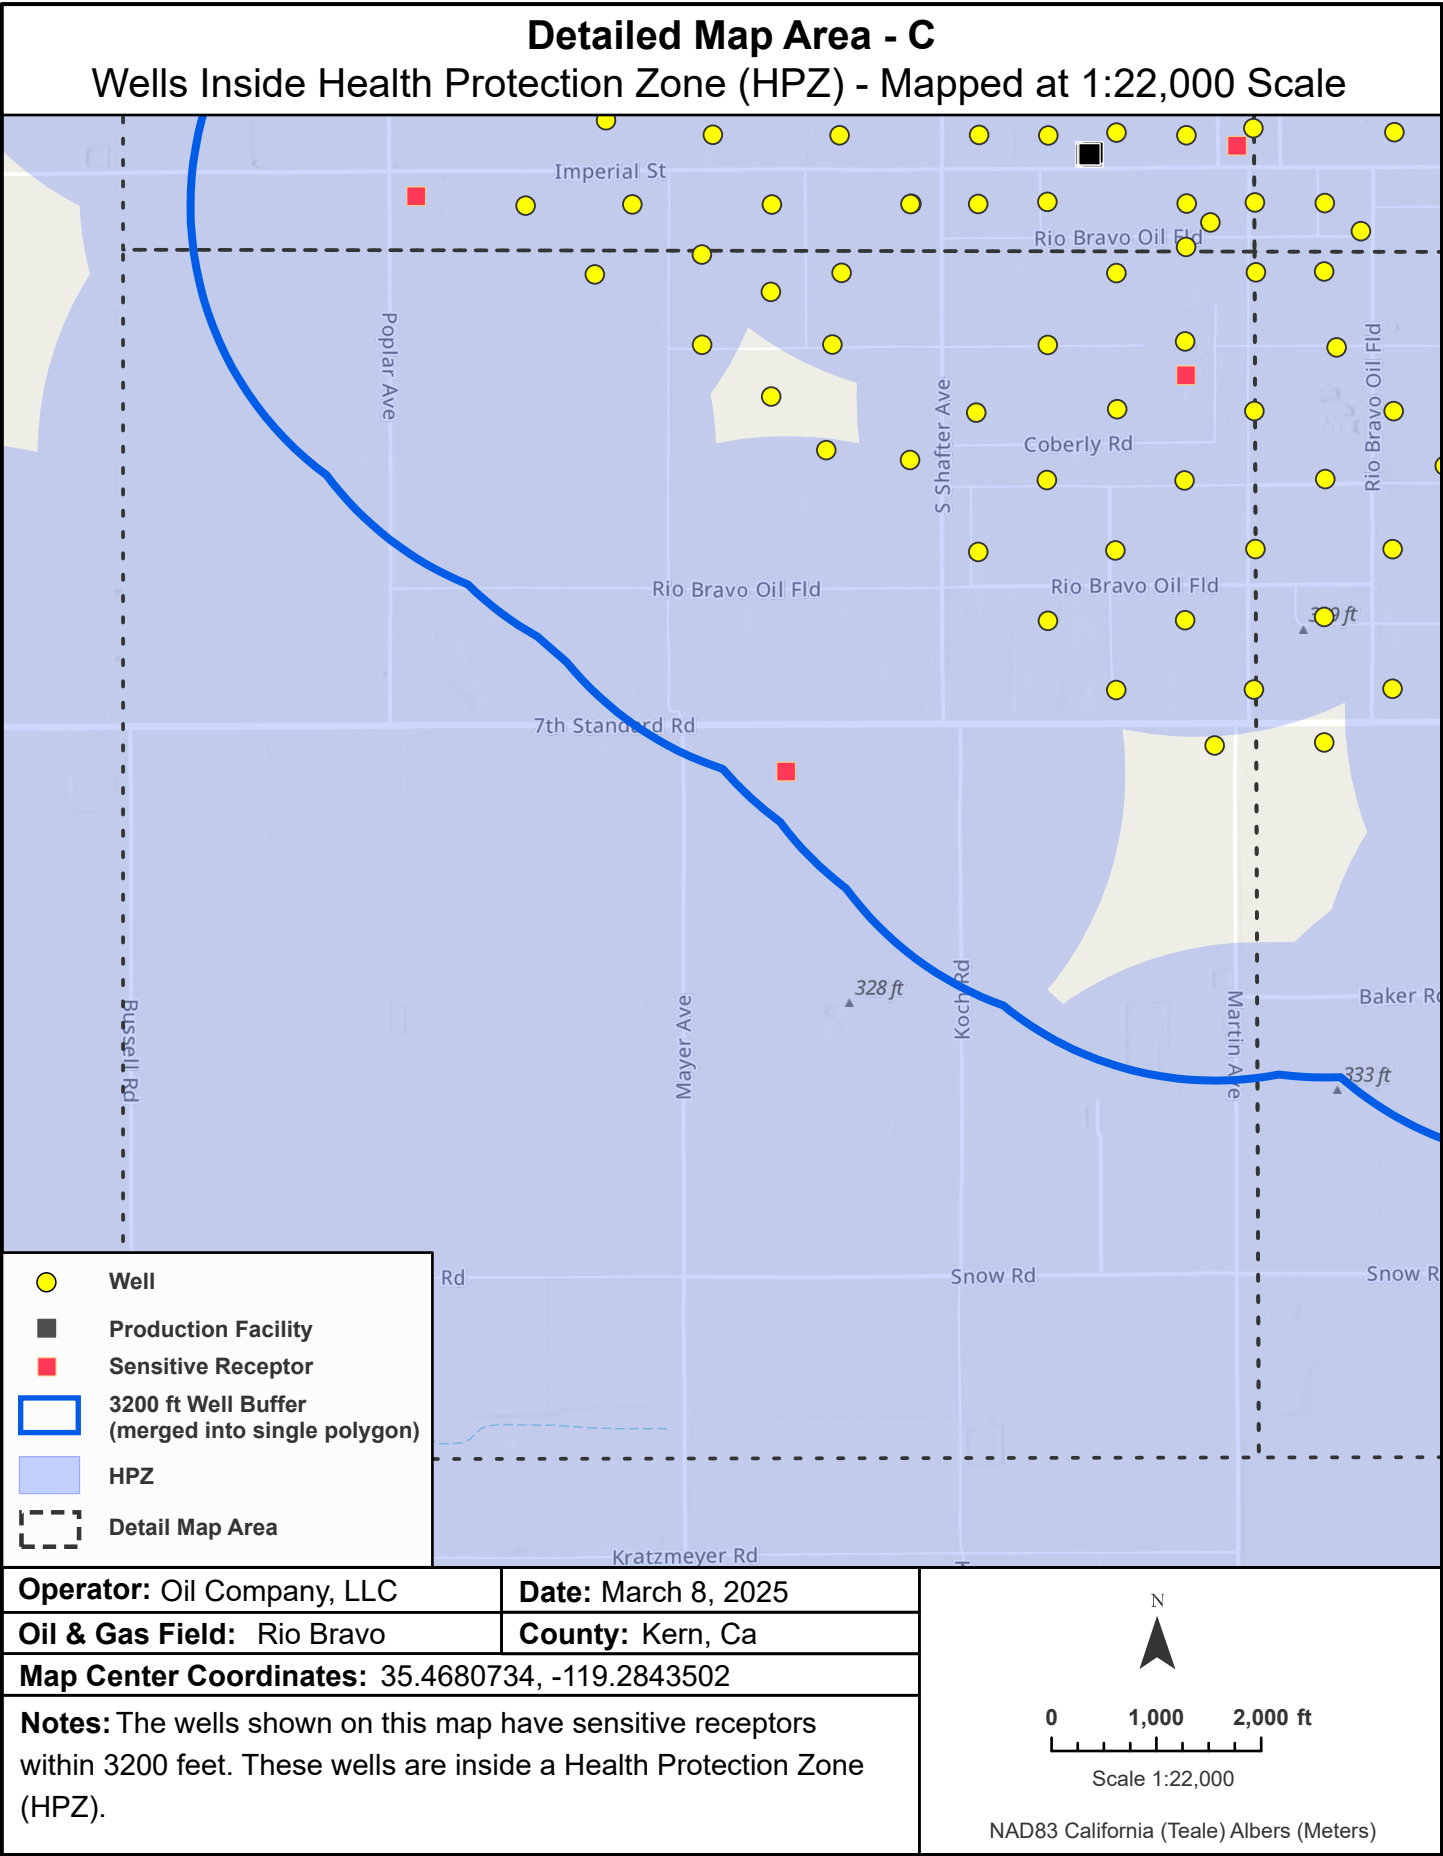 Detailed Map Area - C
Wells Inside Health Protection Zone (HPZ) - Mapped at 1:22,000 Scale
Imperial St
Rio Bravo Oil Fld
Poplar Ave
S Shafter Ave
Rio Bravo Oil Fld
Coberly Rd
Rio Bravo Oil Fld
Rio Bravo Oil Fld
7th Standard Rd
328 ft
Koch Rd
Baker Rd
Bussell Rd
Mayer Ave
Martin Ave
333 ft
Rd
Snow Rd
Snow R
Kratzmeyer Rd
Well
Production Facility
Sensitive Receptor
3200 ft Well Buffer
(merged into single polygon)
HPZ
Detail Map Area
Operator: Oil Company, LLC
Date: March 8, 2025
Oil & Gas Field: Rio Bravo
County: Kern, Ca
Map Center Coordinates: 35.4680734, -119.2843502
Notes: The wells shown on this map have sensitive receptors
within 3200 feet. These wells are inside a Health Protection Zone
(HPZ).
N
0 1,000 2,000 ft
Scale 1:22,000
NAD83 California (Teale) Albers (Meters)